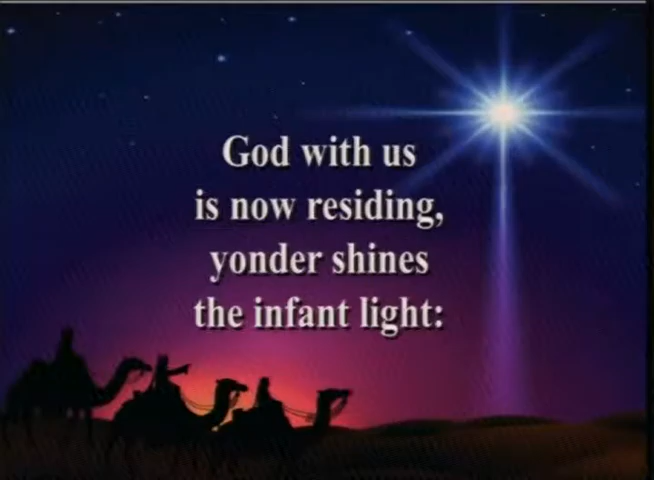 God with us
is now residing,
yonder shines
the infant light: